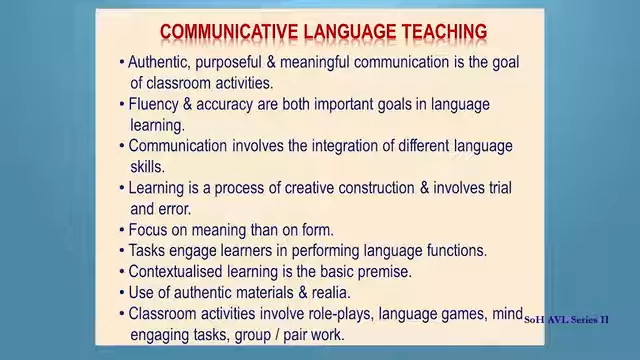 COMMUNICATIVE LANGUAGE TEACHING
• Authentic, purposeful & meaningful communication is the goal
of classroom activities.
• Fluency & accuracy are both important goals in language
learning.
• Communication involves the integration of different language
skills.
• Learning is a process of creative construction & involves trial
and error.
• Focus on meaning than on form.
• Tasks engage learners in performing language functions.
• Contextualised learning is the basic premise.
• Use of authentic materials & realia.
• Classroom activities involve role-plays, language games, mind
engaging tasks, group / pair work.
SoH AVL Series II